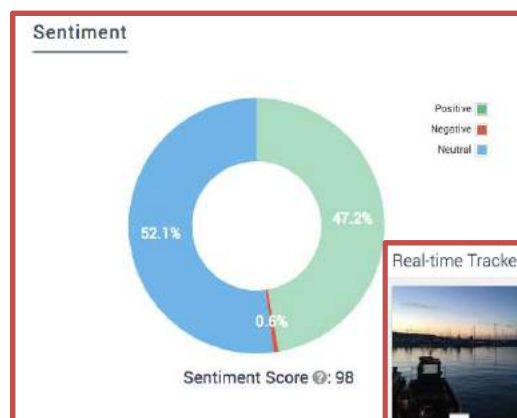 Sentiment
Positive
Negative
Neutral
52.1%
47.2%
0.6%
Sentiment Score ?: 98
Real-time Tracke